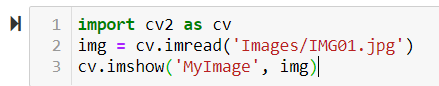 1 import cv2 as cv
2 img = cv.imread('Images/IMG01.jpg')
3 cv.imshow('MyImage', img)